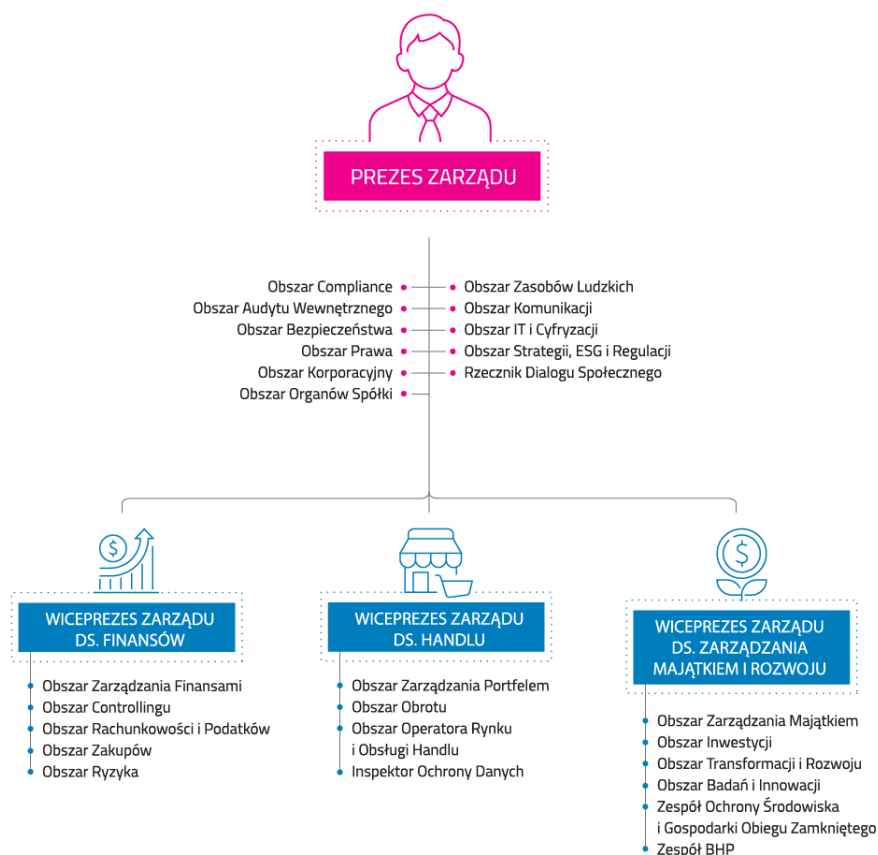 PREZES ZARZĄDU
Obszar Compliance
Obszar Audytu Wewnętrznego
Obszar Bezpieczeństwa
Obszar Prawa
Obszar Korporacyjny
Obszar Organów Spółki
Obszar Zasobów Ludzkich
Obszar Komunikacji
Obszar IT i Cyfryzacji
Obszar Strategii, ESG i Regulacji
Rzecznik Dialogu Społecznego
$
WICEPREZES ZARZĄDU
DS. FINANSÓW
Obszar Zarządzania Finansami
Obszar Controllingu
Obszar Rachunkowości i Podatków
Obszar Zakupów
Obszar Ryzyka
WICEPREZES ZARZĄDU
DS. HANDLU
Obszar Zarządzania Portfelem
Obszar Obrotu
Obszar Operatora Rynku
i Obsługi Handlu
Inspektor Ochrony Danych
$
WICEPREZES ZARZĄDU
DS. ZARZĄDZANIA
MAJĄTKIEM I ROZWOJU
Obszar Zarządzania Majątkiem
Obszar Inwestycji
Obszar Transformacji i Rozwoju
Obszar Badań i Innowacji
Zespół Ochrony Środowiska
i Gospodarki Obiegu Zamkniętego
Zespół BHP